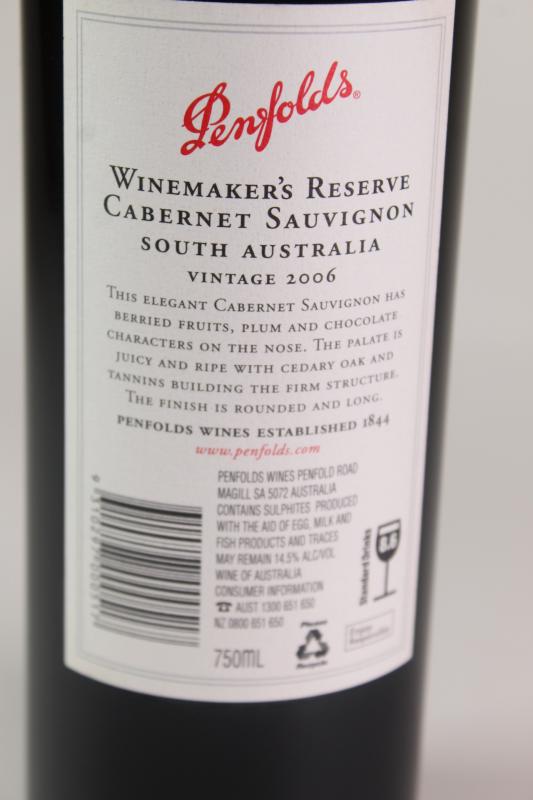 Penfolds®
WINEMAKER'S RESERVE
CABERNET SAUVIGNON
SOUTH AUSTRALIA
VINTAGE 2006
THIS ELEGANT CABERNET SAUVIGNON HAS
BERRIED FRUITS, PLUM AND CHOCOLATE
CHARACTERS ON THE NOSE. THE PALATE IS
JUICY AND RIPE WITH CEDARY OAK AND
TANNINS BUILDING THE FIRM STRUCTURE.
THE FINISH IS ROUNDED AND LONG.
PENFOLDS WINES ESTABLISHED 1844
www.penfolds.com
PENFOLDS WINES PENFOLD ROAD
MAGILL SA 5072 AUSTRALIA
CONTAINS SULPHITES PRODUCED
WITH THE AID OF EGG, MILK AND
FISH PRODUCTS AND TRACES
MAY REMAIN 14.5% ALC/VOL
WINE OF AUSTRALIA
CONSUMER INFORMATION
☎ AUST 1300 651 650
NZ 0800 651 650
750ML
Please
Recycle
Standard Drinks
Enjoy
Responsibly